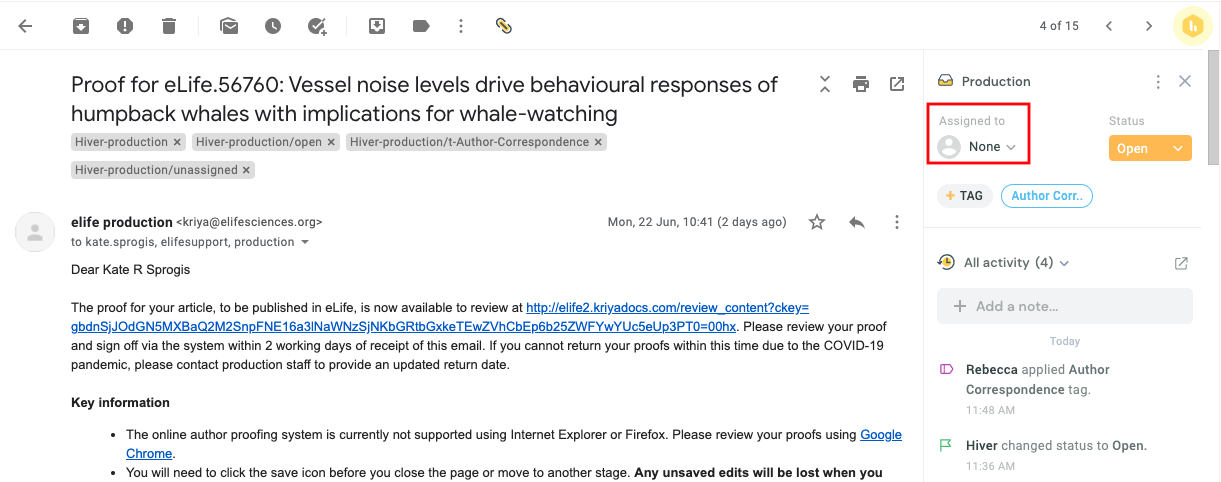 4 of 15
Proof for eLife.56760: Vessel noise levels drive behavioural responses of
humpback whales with implications for whale-watching
Hiver-production × Hiver-production/open × Hiver-production/t-Author-Correspondence ×
Hiver-production/unassigned ×
elife production <kriya@elifesciences.org>
Mon, 22 Jun, 10:41 (2 days ago)
to kate.sprogis, elifesupport, production
Dear Kate R Sprogis
The proof for your article, to be published in eLife, is now available to review at http://elife2.kriyadocs.com/review_content?ckey=
gbdnSjJOdGN5MXBaQ2M2SnpFNE16a3lNaWNzSjNKbGRtbGxkeTEwZVhCbEp6b25ZWFYwYUc5eUp3PT0=00hx. Please review your proof
and sign off via the system within 2 working days of receipt of this email. If you cannot return your proofs within this time due to the COVID-19
pandemic, please contact production staff to provide an updated return date.
Key information
• The online author proofing system is currently not supported using Internet Explorer or Firefox. Please review your proofs using Google
Chrome.
• You will need to click the save icon before you close the page or move to another stage. Any unsaved edits will be lost when you
Production
Assigned to
None
Status
Open
+ TAG
Author Corr..
All activity (4)
+ Add a note...
Today
Rebecca applied Author
Correspondence tag.
11:48 AM
Hiver changed status to Open.
11:36 AM